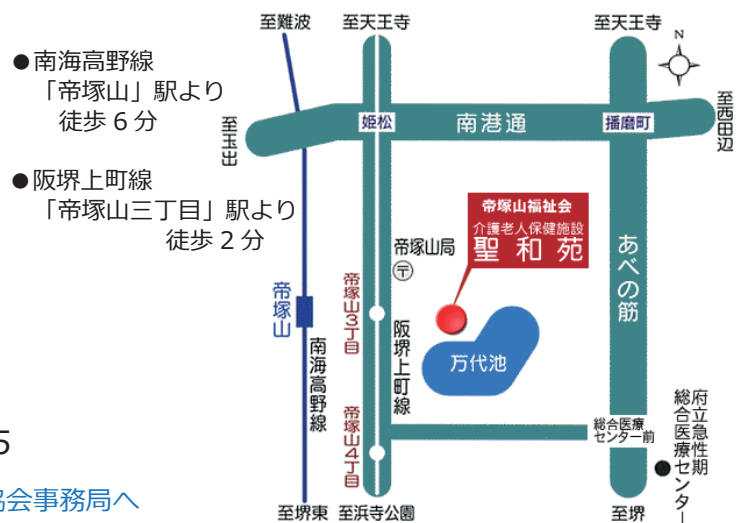 ●南海高野線
「帝塚山」駅より
徒歩 6 分
●阪堺上町線
「帝塚山三丁目」駅より
徒歩 2 分
至難波
至天王寺
至天王寺
N
至玉出
姫松
南港通
播磨町
至西田辺
帝塚山福祉会
介護老人保健施設
聖和苑
帝塚山局
〒
あべの筋
帝塚山
帝塚山3丁目
南海高野線
阪堺上町線
万代池
帝塚山4丁目
総合医療
センター前
府立急性期
総合医療センター
至堺東
至浜寺公園
至堺
5
協会事務局へ